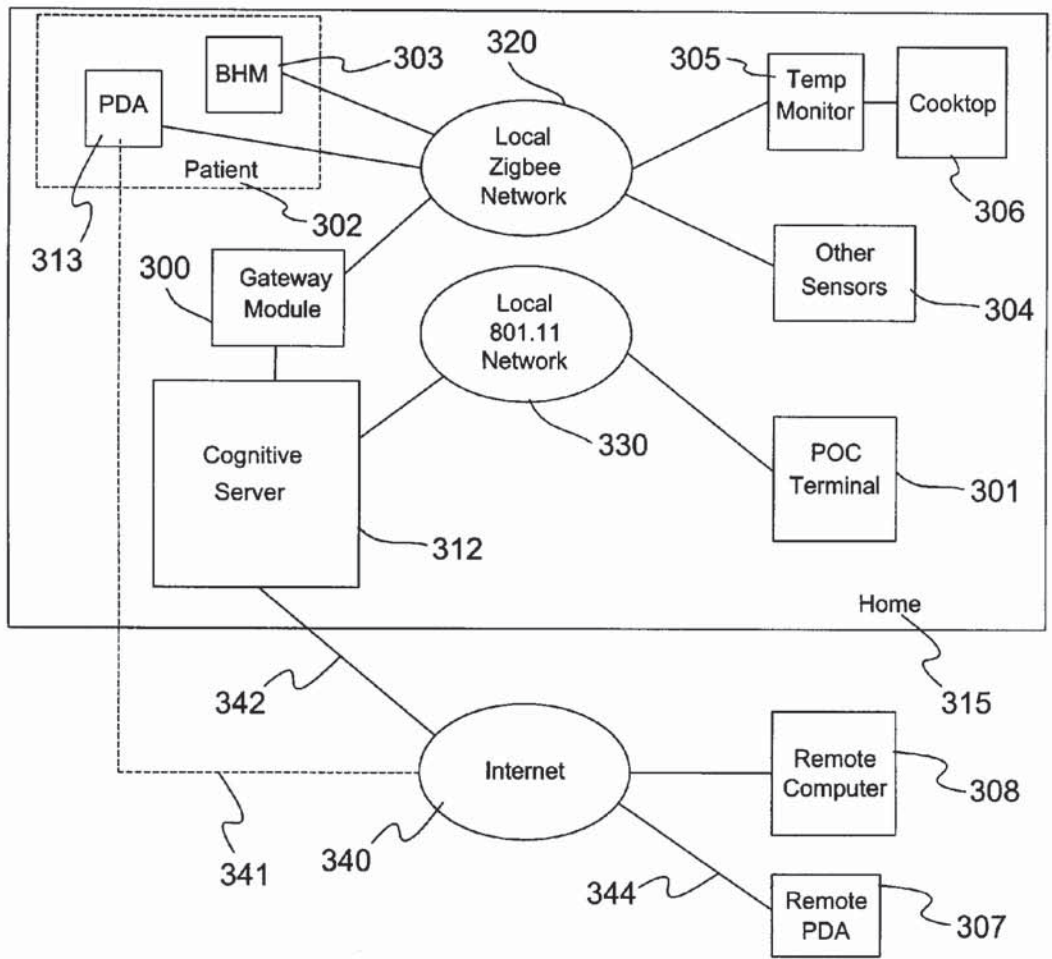 BHM
303
320
305
Temp
Monitor
Cooktop
PDA
Local
Zigbee
Network
Patient
302
306
313
300
Gateway
Module
Other
Sensors
304
Local
801.11
Network
330
Cognitive
Server
312
POC
Terminal
301
Home
315
342
Internet
340
341
Remote
Computer
308
344
Remote
PDA
307